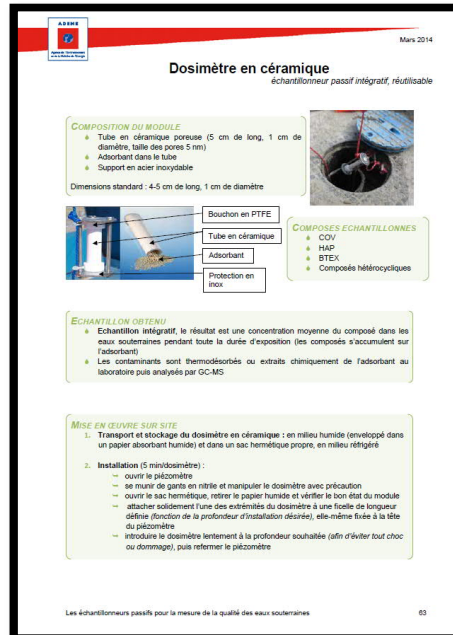 ADEME
Agence de l'Environnement
et de la Maîtrise de l'Energie
Mars 2014
Dosimètre en céramique
échantillonneur passif intégratif, réutilisable
COMPOSITION DU MODULE
Tube en céramique poreuse (5 cm de long, 1 cm de
diamètre, taille des pores 5 nm)
Adsorbant dans le tube
Support en acier inoxydable
Dimensions standard : 4-5 cm de long, 1 cm de diamètre
Bouchon en PTFE
Tube en céramique
Adsorbant
Protection en
inox
COMPOSES ECHANTILLONNES
COV
HAP
BTEX
Composés hétérocycliques
ECHANTILLON OBTENU
Echantillon intégratif, le résultat est une concentration moyenne du composé dans les
eaux souterraines pendant toute la durée d'exposition (les composés s'accumulent sur
l'adsorbant)
Les contaminants sont thermodésorbés ou extraits chimiquement de l'adsorbant au
laboratoire puis analysés par GC-MS
MISE EN ŒUVRE SUR SITE
1. Transport et stockage du dosimètre en céramique : en milieu humide (enveloppé dans
un papier absorbant humide) et dans un sac hermétique propre, en milieu réfrigéré
2. Installation (5 min/dosimètre) :
ouvrir le piézomètre
se munir de gants en nitrile et manipuler le dosimètre avec précaution
ouvrir le sac hermétique, retirer le papier humide et vérifier le bon état du module
attacher solidement l'une des extrémités du dosimètre à une ficelle de longueur
définie (fonction de la profondeur d'installation désirée), elle-même fixée à la tête
du piézomètre
introduire le dosimètre lentement à la profondeur souhaitée (afin d'éviter tout choc
ou dommage), puis refermer le piézomètre
Les échantillonneurs passifs pour la mesure de la qualité des eaux souterraines
63